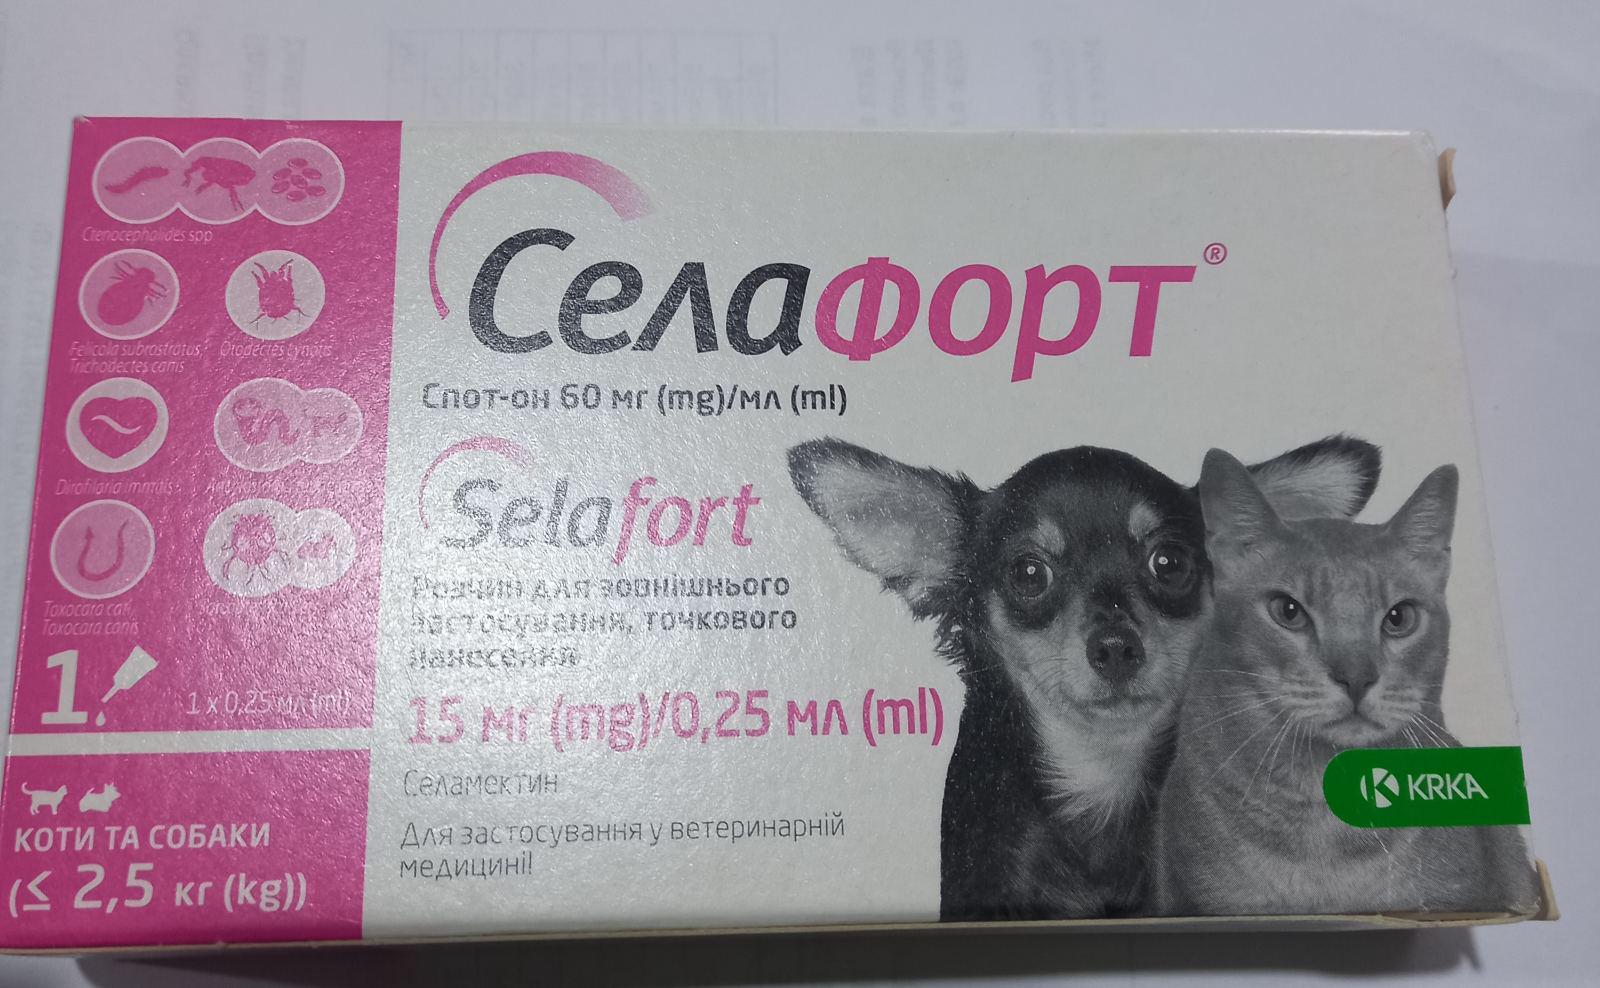 Ctenocephalides spp
Felicola subrostratus,
Trichodectes canis
Otodectes cynotis
Dirofilaria immitis
Toxocara cati,
Toxocara canis
1
1 x 0,25 мл (ml)
КОТИ ТА СОБАКИ
(≤ 2,5 кг (kg))
Селафорт®
Спот-он 60 мг (mg)/мл (ml)
Selafort
Розчин для зовнішнього
застосування, точкового
нанесення
15 мг (mg)/0,25 мл (ml)
Селамектин
Для застосування у ветеринарній
медицині!
KRKA